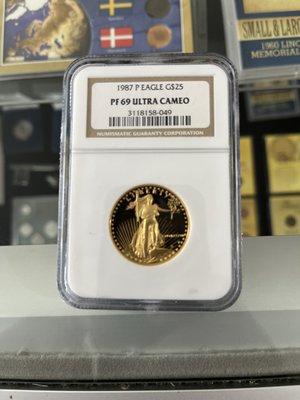 1987 P EAGLE G$25
PF 69 ULTRA CAMEO
3118158-049
NUMISMATIC GUARANTY CORPORATION
LIBERTY
SMALL & LARGE
1960 LINC
MEMORIAL